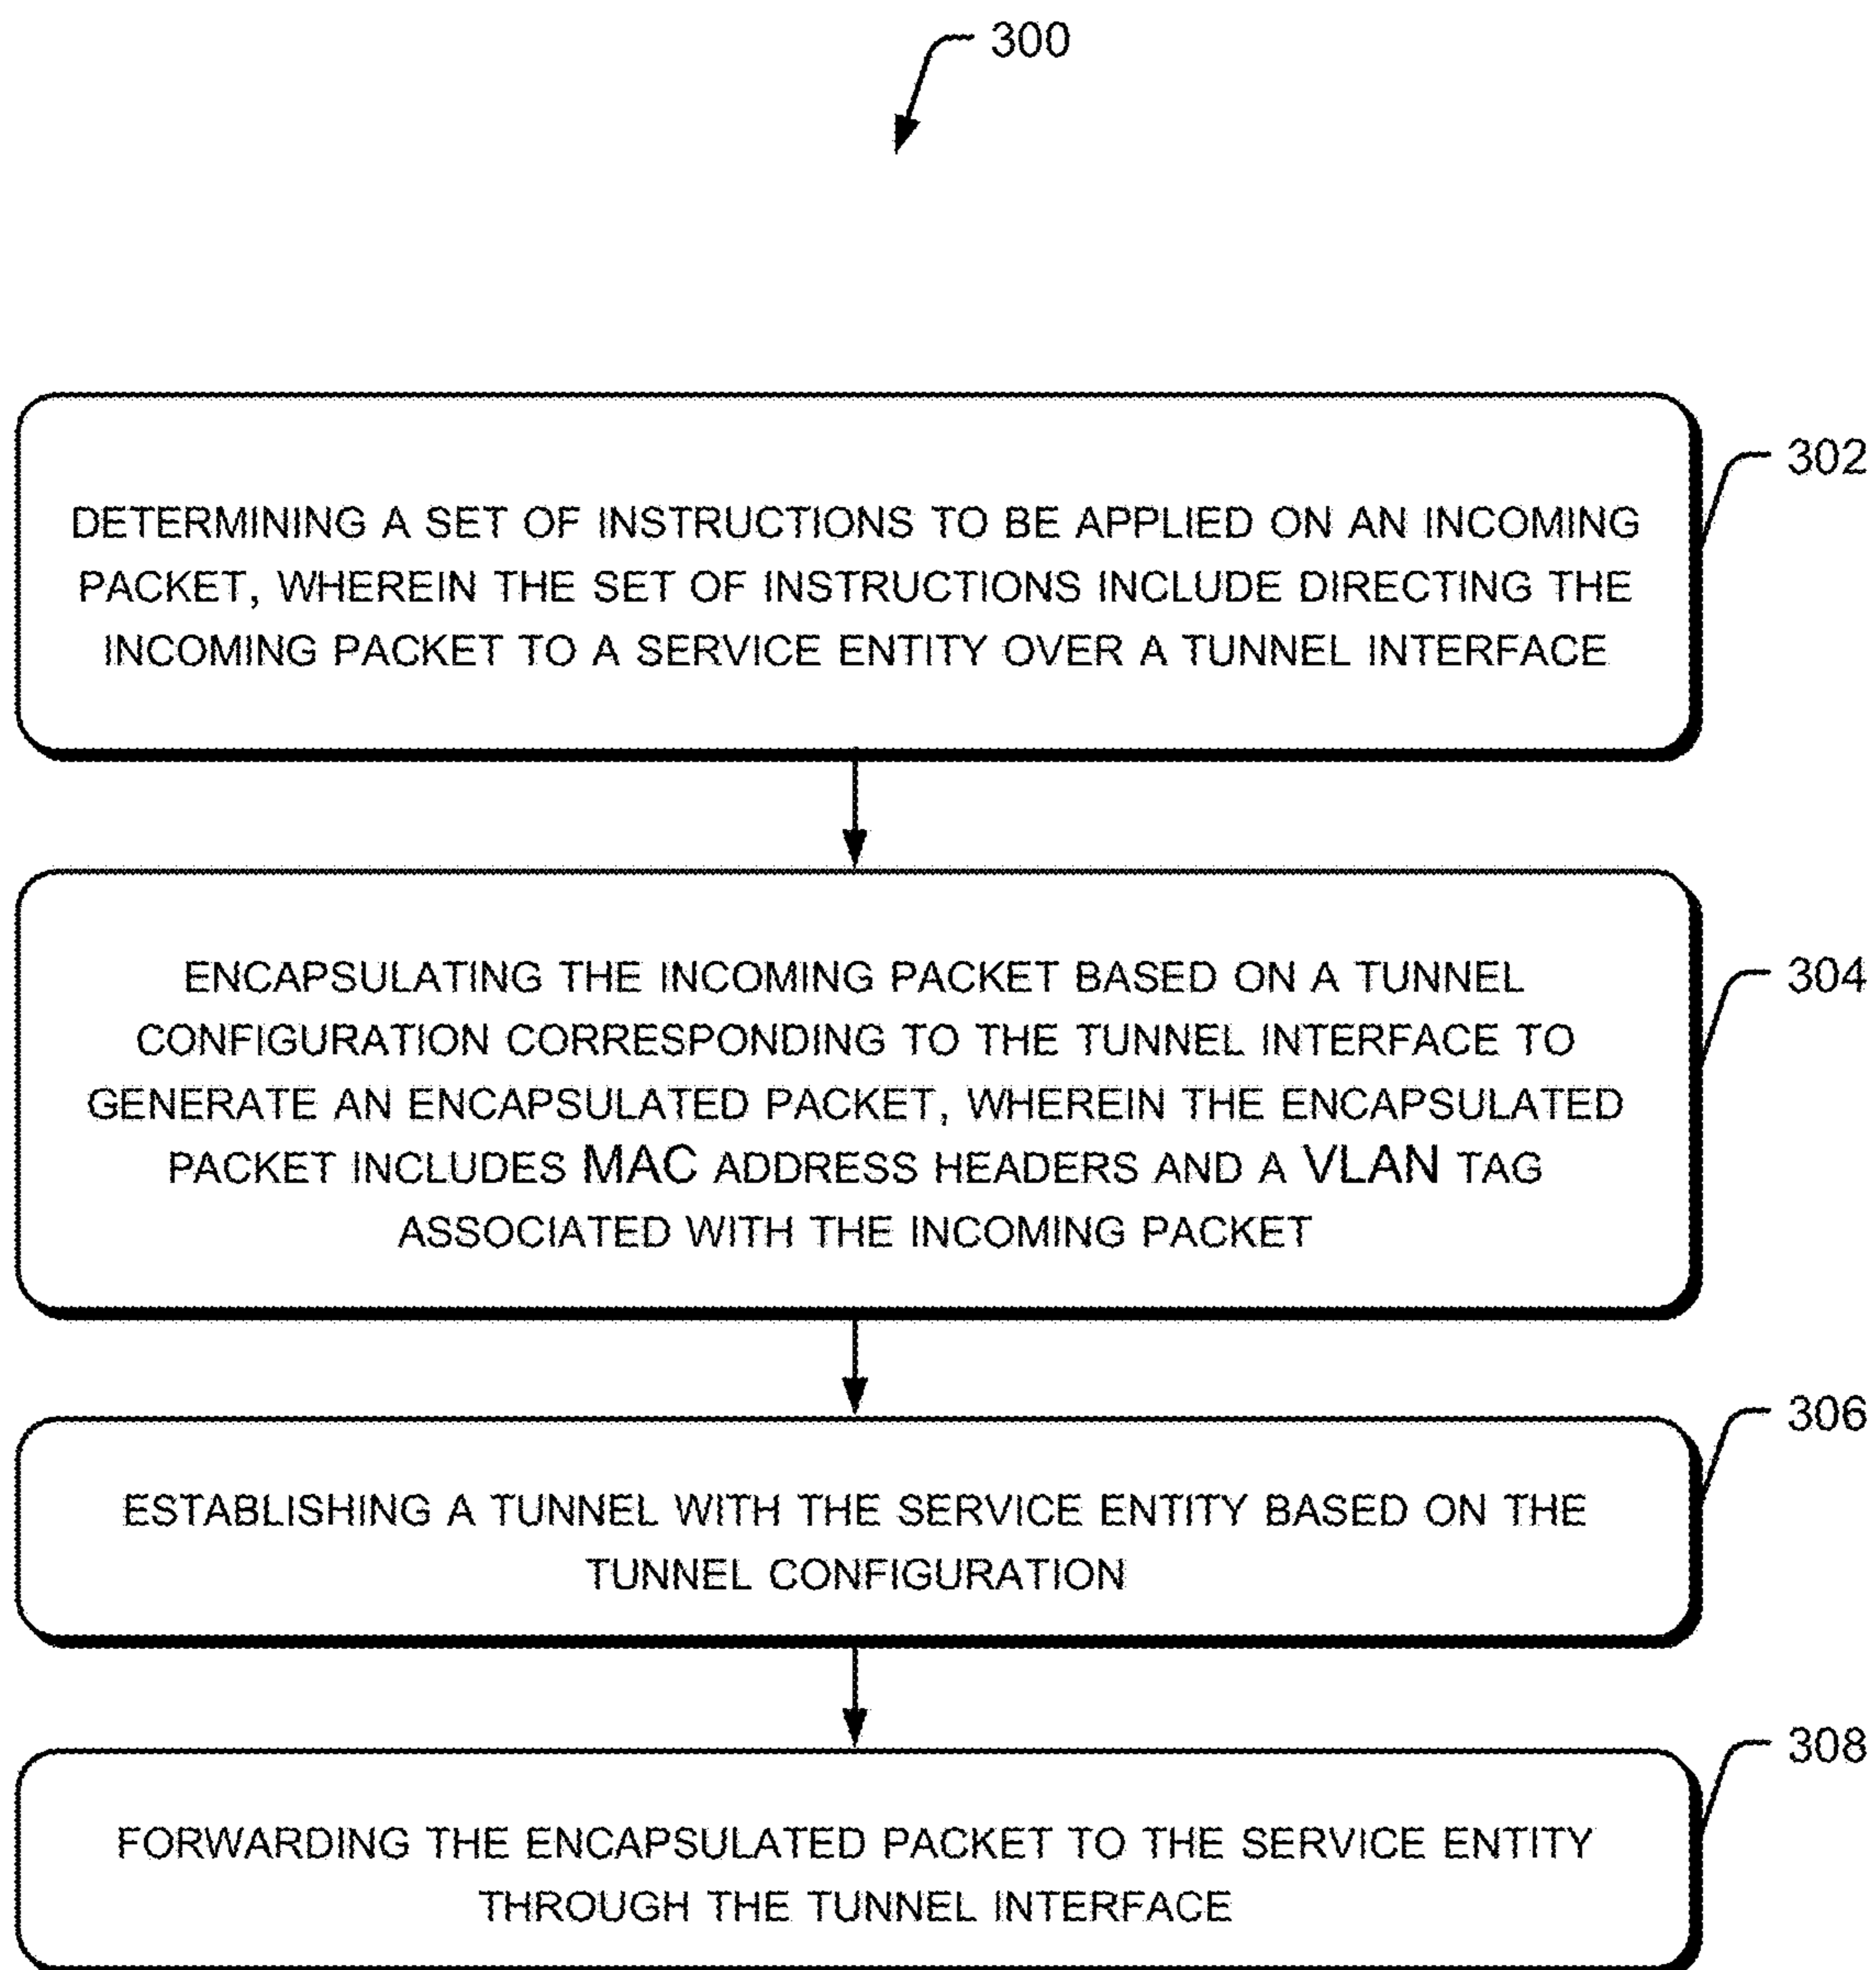 300
302
DETERMINING A SET OF INSTRUCTIONS TO BE APPLIED ON AN INCOMING
PACKET, WHEREIN THE SET OF INSTRUCTIONS INCLUDE DIRECTING THE
INCOMING PACKET TO A SERVICE ENTITY OVER A TUNNEL INTERFACE
304
ENCAPSULATING THE INCOMING PACKET BASED ON A TUNNEL
CONFIGURATION CORRESPONDING TO THE TUNNEL INTERFACE TO
GENERATE AN ENCAPSULATED PACKET, WHEREIN THE ENCAPSULATED
PACKET INCLUDES MAC ADDRESS HEADERS AND A VLAN TAG
ASSOCIATED WITH THE INCOMING PACKET
306
ESTABLISHING A TUNNEL WITH THE SERVICE ENTITY BASED ON THE
TUNNEL CONFIGURATION
308
FORWARDING THE ENCAPSULATED PACKET TO THE SERVICE ENTITY
THROUGH THE TUNNEL INTERFACE